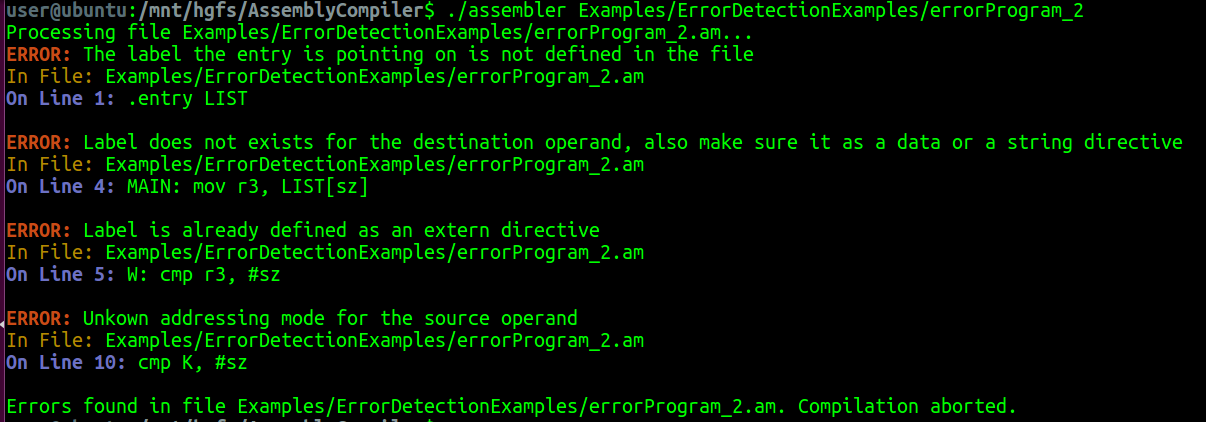 user@ubuntu:/mnt/hgfs/AssemblyCompiler$ ./assembler Examples/ErrorDetectionExamples/errorProgram_2
Processing file Examples/ErrorDetectionExamples/errorProgram_2.am...
ERROR: The label the entry is pointing on is not defined in the file
In File: Examples/ErrorDetectionExamples/errorProgram_2.am
On Line 1: .entry LIST

ERROR: Label does not exists for the destination operand, also make sure it as a data or a string directive
In File: Examples/ErrorDetectionExamples/errorProgram_2.am
On Line 4: MAIN: mov r3, LIST[sz]

ERROR: Label is already defined as an extern directive
In File: Examples/ErrorDetectionExamples/errorProgram_2.am
On Line 5: W: cmp r3, #sz

ERROR: Unkown addressing mode for the source operand
In File: Examples/ErrorDetectionExamples/errorProgram_2.am
On Line 10: cmp K, #sz

Errors found in file Examples/ErrorDetectionExamples/errorProgram_2.am. Compilation aborted.